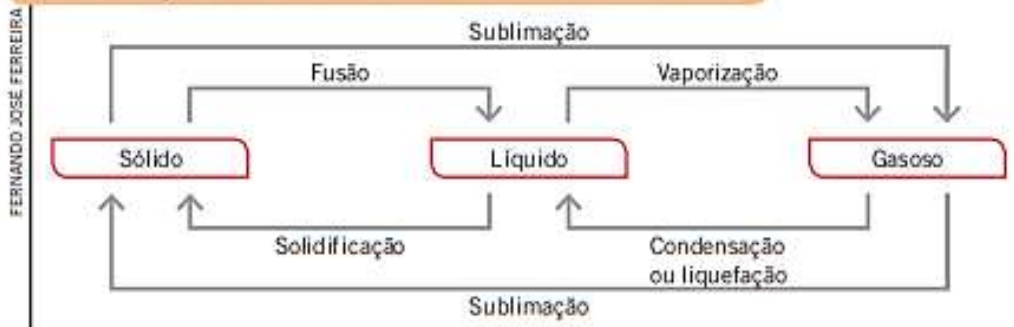 FERNANDO JOSÉ FERREIRA
Sublimação
Fusão
Vaporização
Sólido
Líquido
Gasoso
Solidificação
Condensação
ou liquefação
Sublimação